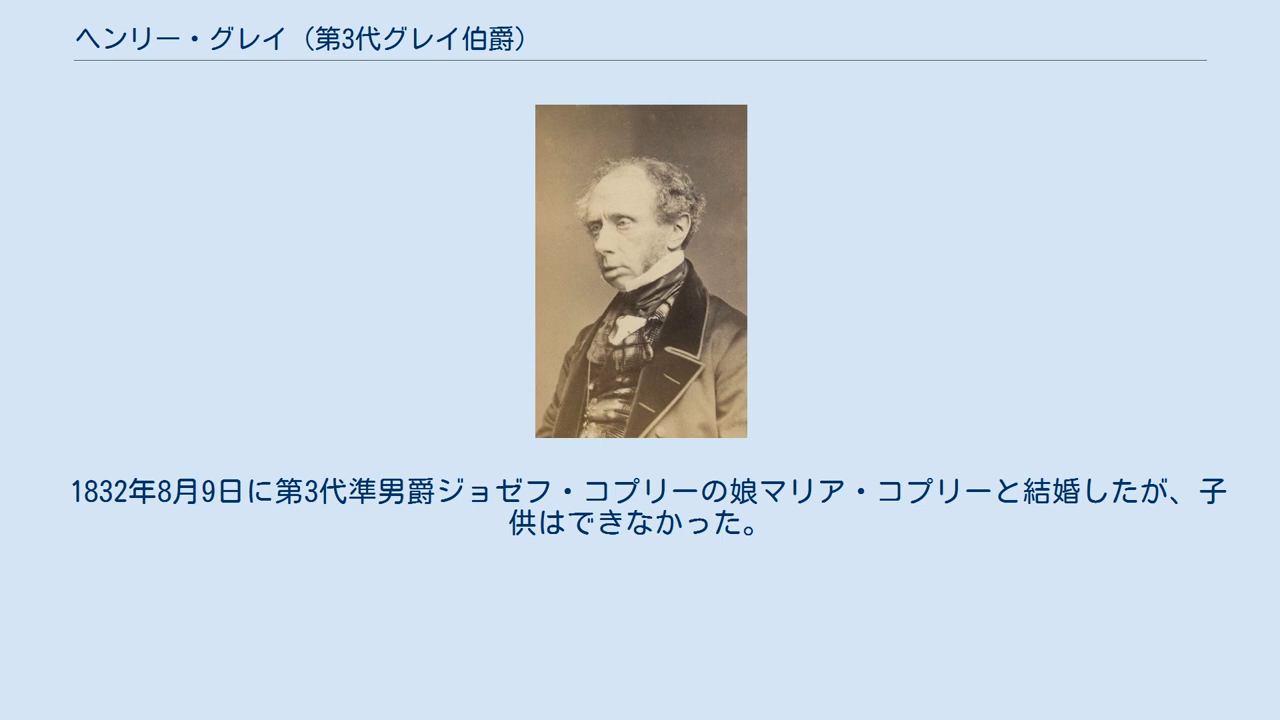 ヘンリー・グレイ（第3代グレイ伯爵）
1832年8月9日に第3代準男爵ジョゼフ・コプリーの娘マリア・コプリーと結婚したが、子
供はできなかった。